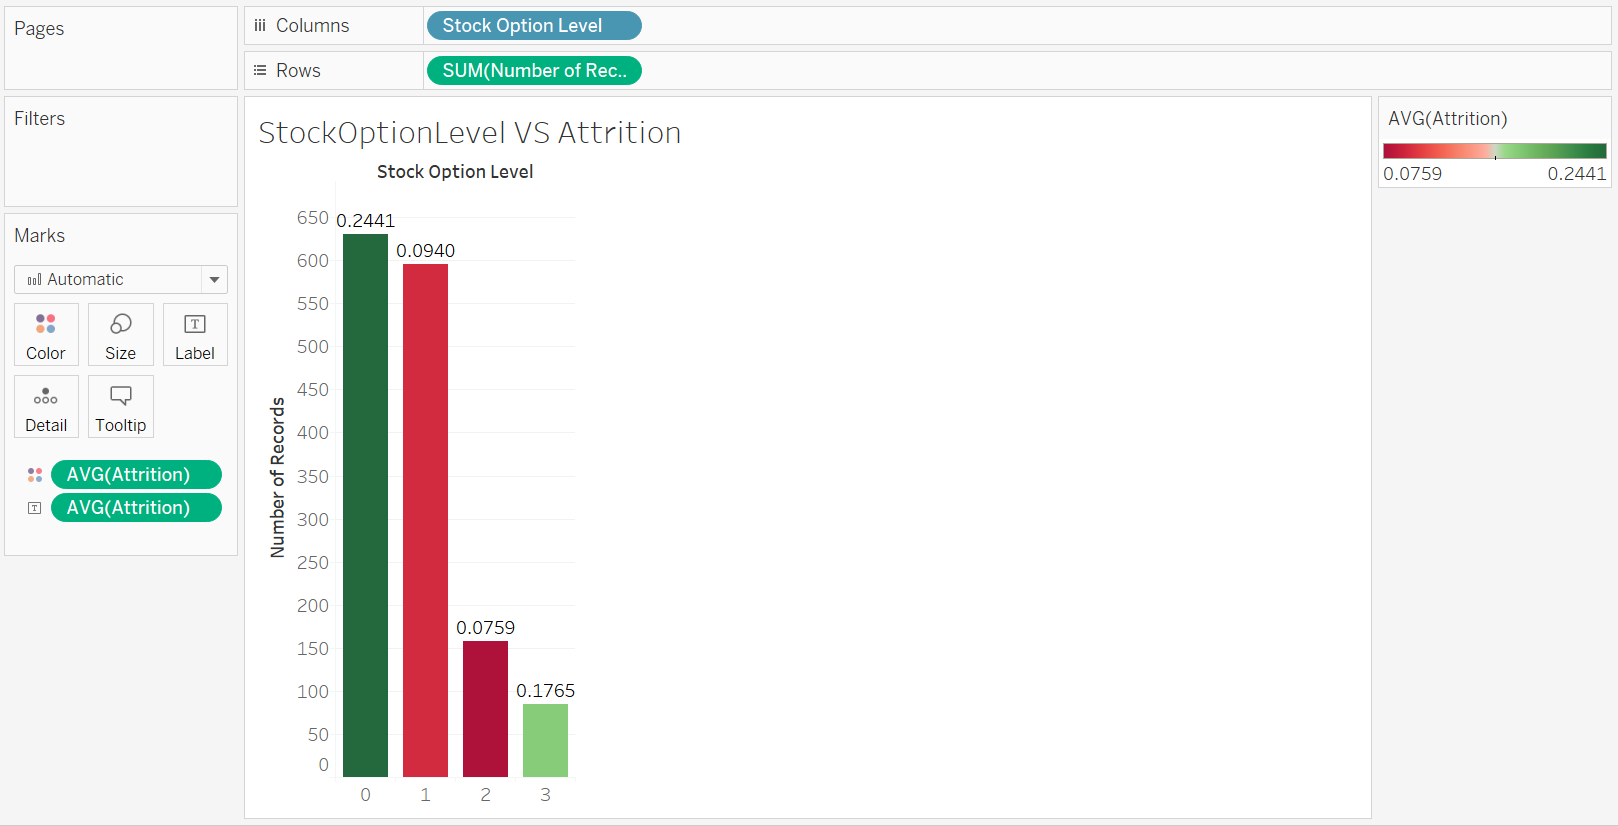 Pages
Columns
Stock Option Level
Rows
SUM(Number of Rec..
Filters
Marks
Automatic
Color
Size
Label
Detail
Tooltip
AVG(Attrition)
AVG(Attrition)
StockOptionLevel VS Attrition
Stock Option Level
Number of Records
650
600
550
500
450
400
350
300
250
200
150
100
50
0
0.2441
0.0940
0.0759
0.1765
0
1
2
3
AVG(Attrition)
0.0759
0.2441